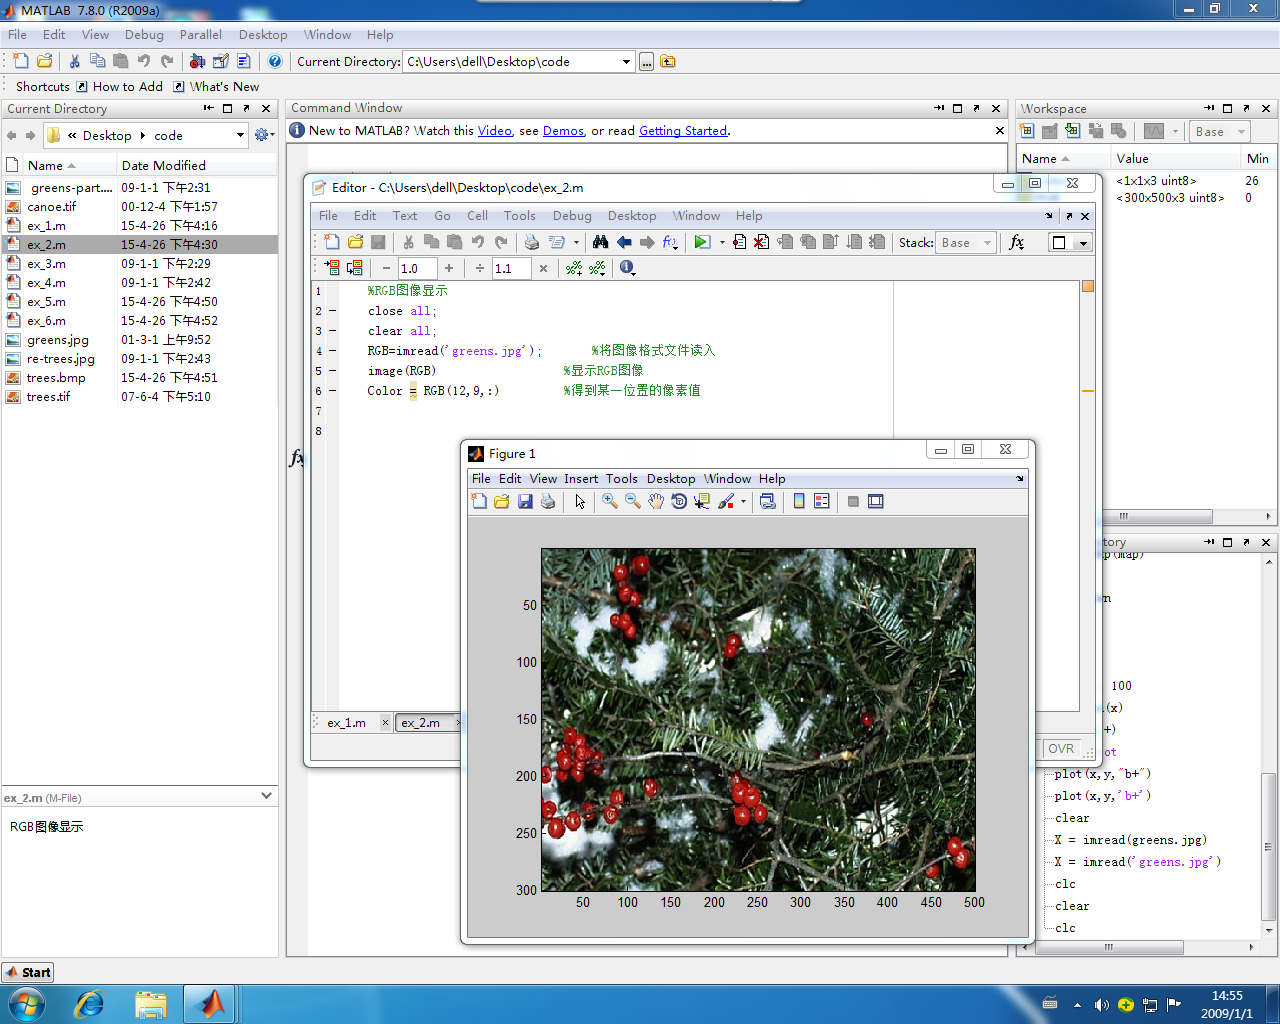 MATLAB 7.8.0 (R2009a)
File Edit View Debug Parallel Desktop Window Help
Current Directory: C:\Users\dell\Desktop\code
Shortcuts How to Add What's New
Current Directory
« Desktop code
Name Date Modified
greens-part.... 09-1-1 下午2:31
canoe.tif 00-12-4 下午1:57
ex_1.m 15-4-26 下午4:16
ex_2.m 15-4-26 下午4:30
ex_3.m 09-1-1 下午2:29
ex_4.m 09-1-1 下午2:42
ex_5.m 15-4-26 下午4:50
ex_6.m 15-4-26 下午4:52
greens.jpg 01-3-1 上午9:52
re-trees.jpg 09-1-1 下午2:43
trees.bmp 15-4-26 下午4:51
trees.tif 07-6-4 下午5:10
ex_2.m (M-File)
RGB图像显示
Command Window
New to MATLAB? Watch this Video, see Demos, or read Getting Started.
Editor - C:\Users\dell\Desktop\code\ex_2.m
File Edit Text Go Cell Tools Debug Desktop Window Help
Stack: Base
1.0 1.1
1 %RGB图像显示
2 close all;
3 clear all;
4 RGB=imread('greens.jpg'); %将图像格式文件读入
5 image(RGB) %显示RGB图像
6 Color = RGB(12,9,:) %得到某一位置的像素值
7
8
ex_1.m × ex_2.m
OVR
Figure 1
File Edit View Insert Tools Desktop Window Help
50
100
150
200
250
300
50 100 150 200 250 300 350 400 450 500
Workspace
Base
Name Value Min
<1x1x3 uint8> 26
<300x500x3 uint8> 0
100
plot(x,y,"b+")
plot(x,y,'b+')
clear
X = imread(greens.jpg)
X = imread('greens.jpg')
clc
clear
clc
Start
14:55
2009/1/1